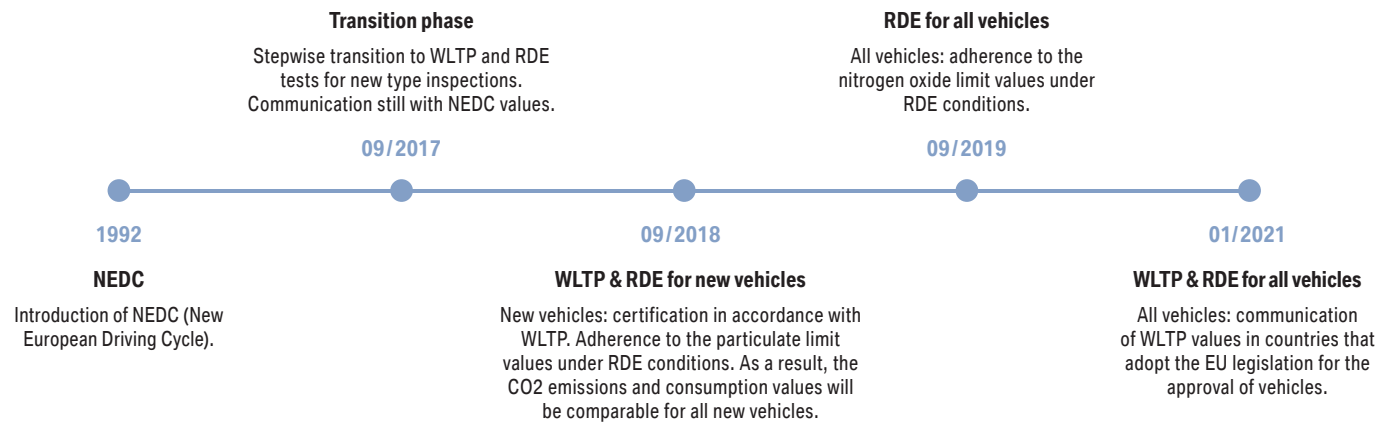 Transition phase
Stepwise transition to WLTP and RDE
tests for new type inspections.
Communication still with NEDC values.
09/2017
RDE for all vehicles
All vehicles: adherence to the
nitrogen oxide limit values under
RDE conditions.
09/2019
1992
NEDC
Introduction of NEDC (New
European Driving Cycle).
09/2018
WLTP & RDE for new vehicles
New vehicles: certification in accordance with
WLTP. Adherence to the particulate limit
values under RDE conditions. As a result, the
CO2 emissions and consumption values will
be comparable for all new vehicles.
01/2021
WLTP & RDE for all vehicles
All vehicles: communication
of WLTP values in countries that
adopt the EU legislation for the
approval of vehicles.